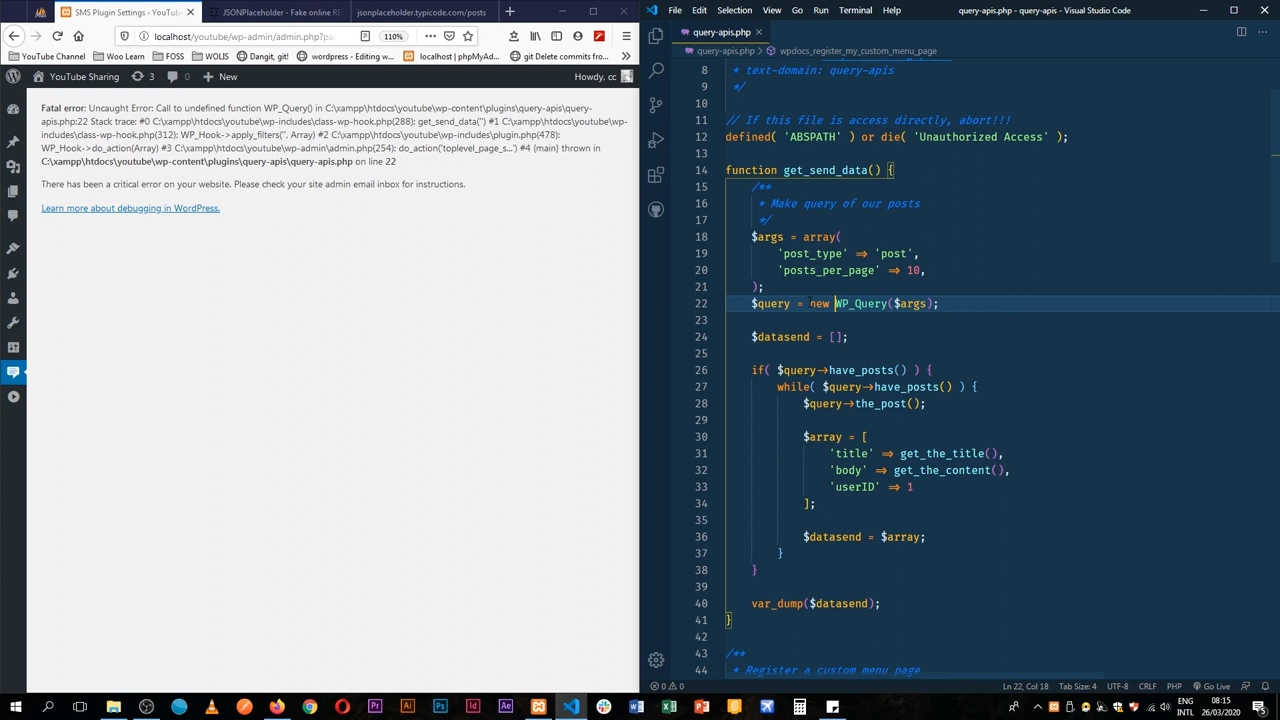 SMS Plugin Settings ‹ YouTube
JSONPlaceholder - Fake online RE
jsonplaceholder.typicode.com/posts
localhost/youtube/wp-admin/admin.php?pa
110%
YouTube Channel
Woo Learn
FOSS
WOLIS
Dangit, git!
wordpress - Editing w...
localhost | phpMyAd...
git Delete commits fro...
YouTube Sharing
3
0
New
Howdy, cc
Fatal error: Uncaught Error: Call to undefined function WP_Query() in C:\xampp\htdocs\youtube\wp-content\plugins\query-apis\query-
apis.php:22 Stack trace: #0 C:\xampp\htdocs\youtube\wp-includes\class-wp-hook.php(288): get_send_data('') #1 C:\xampp\htdocs\youtube\wp-
includes\class-wp-hook.php(312): WP_Hook->apply_filters('', Array) #2 C:\xampp\htdocs\youtube\wp-includes\plugin.php(478):
WP_Hook->do_action(Array) #3 C:\xampp\htdocs\youtube\wp-admin\admin.php(254): do_action('toplevel_page_s...') #4 {main} thrown in
C:\xampp\htdocs\youtube\wp-content\plugins\query-apis\query-apis.php on line 22
There has been a critical error on your website. Please check your site admin email inbox for instructions.
Learn more about debugging in WordPress.
File Edit Selection
Terminal Help
query-apis.php - query-apis - Visual Studio Code
query-apis.php
query-apis.php > wpdocs_register_my_custom_menu_page
8 * text-domain: query-apis
9 */
10
11 // If this file is access directly, abort!!!
12 defined( 'ABSPATH' ) or die( 'Unauthorized Access' );
13
14 function get_send_data() {
15 /**
16 * Make query of our posts
17 */
18 $args = array(
19 'post_type' => 'post',
20 'posts_per_page' => 10,
21 );
22 $query = new WP_Query($args);
23
24 $datasend = [];
25
26 if( $query->have_posts() ) {
27 while( $query->have_posts() ) {
28 $query->the_post();
29
30 $array = [
31 'title' => get_the_title(),
32 'body' => get_the_content(),
33 'userID' => 1
34 ];
35
36 $datasend = $array;
37 }
38 }
39
40 var_dump($datasend);
41 }
42
43 /**
44 * Register a custom menu page
0 0
Ln 22, Col 18
Tab Size: 4
UTF-8
CRLF
PHP
Go Live
ENG
INTL
08:15
26/03/2020